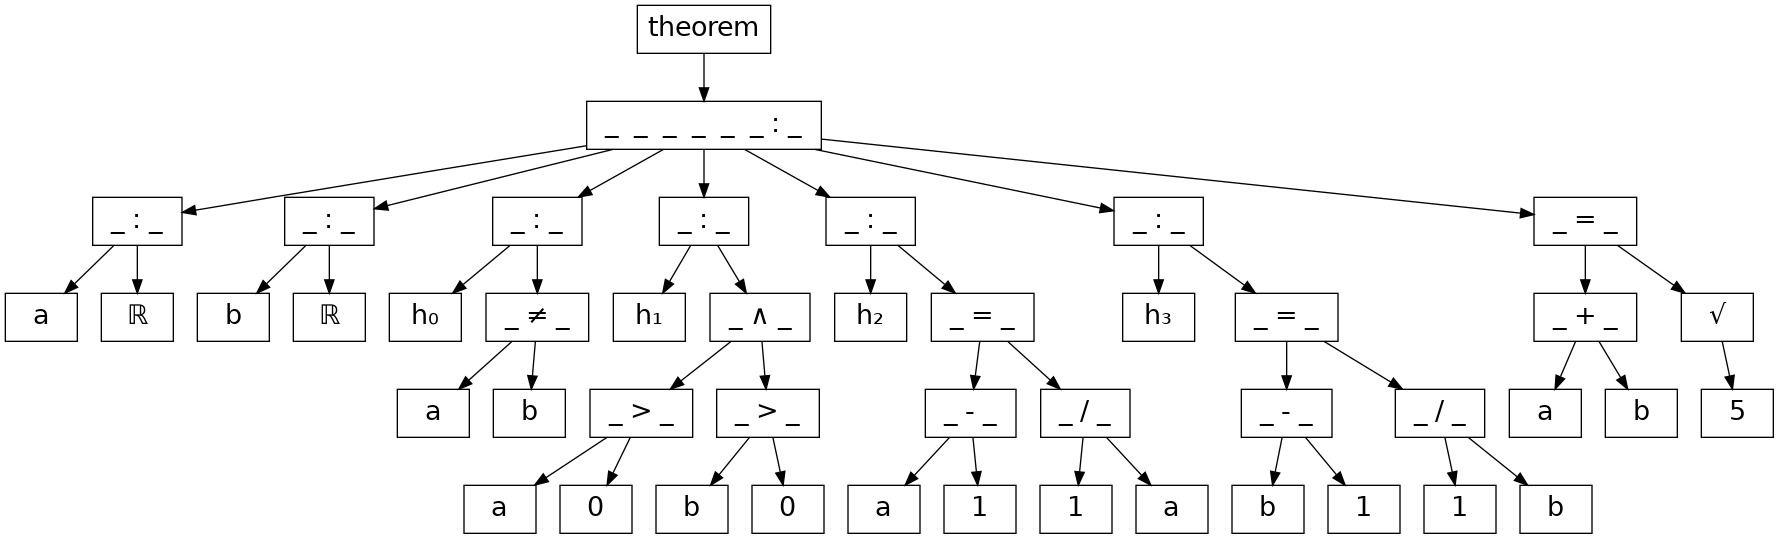 theorem
_ _ _ _ _ _ : _
_ : _ _ : _ _ : _ _ : _ _ : _ _ : _ _ = _
a ℝ b ℝ h₀ _ ≠ _ h₁ _ ∧ _ h₂ _ = _ h₃ _ = _ _ + _ √
a b _ > _ _ > _ _ - _ _ / _ _ - _ _ / _ a b 5
a 0 b 0 a 1 1 a b 1 1 b